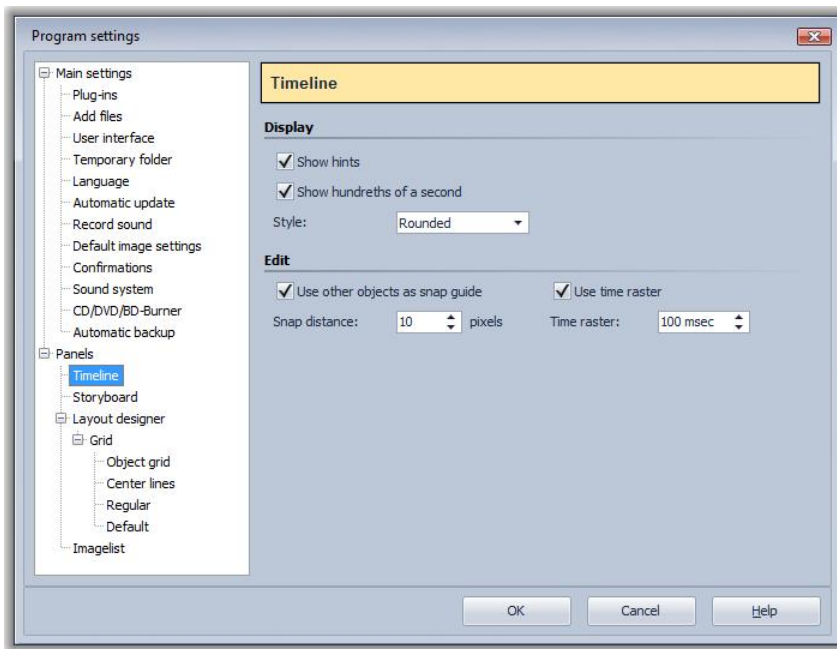 Program settings
Main settings
Plug-ins
Add files
User interface
Temporary folder
Language
Automatic update
Record sound
Default image settings
Confirmations
Sound system
CD/DVD/BD-Burner
Automatic backup
Panels
Timeline
Storyboard
Layout designer
Grid
Object grid
Center lines
Regular
Default
Imagelist
Timeline
Display
Show hints
Show hundreths of a second
Style: Rounded
Edit
Use other objects as snap guide Use time raster
Snap distance: 10 pixels Time raster: 100 msec
OK Cancel Help